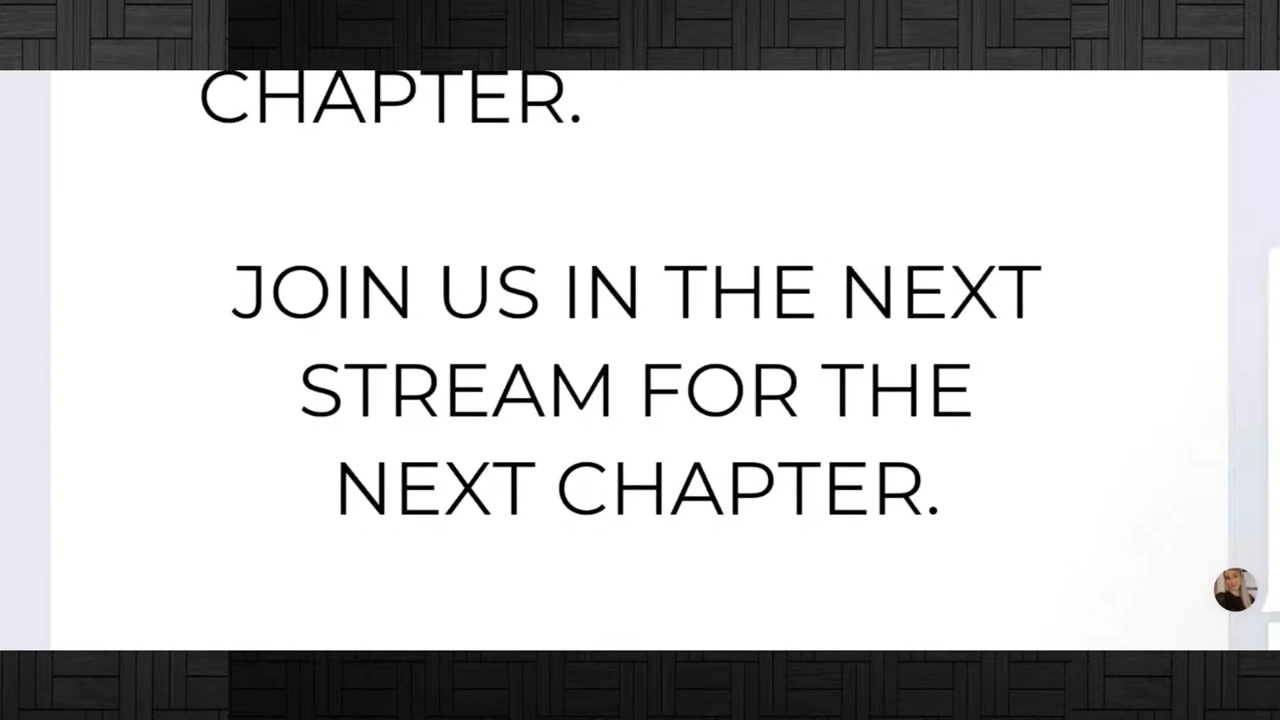 CHAPTER.
JOIN US IN THE NEXT
STREAM FOR THE
NEXT CHAPTER.